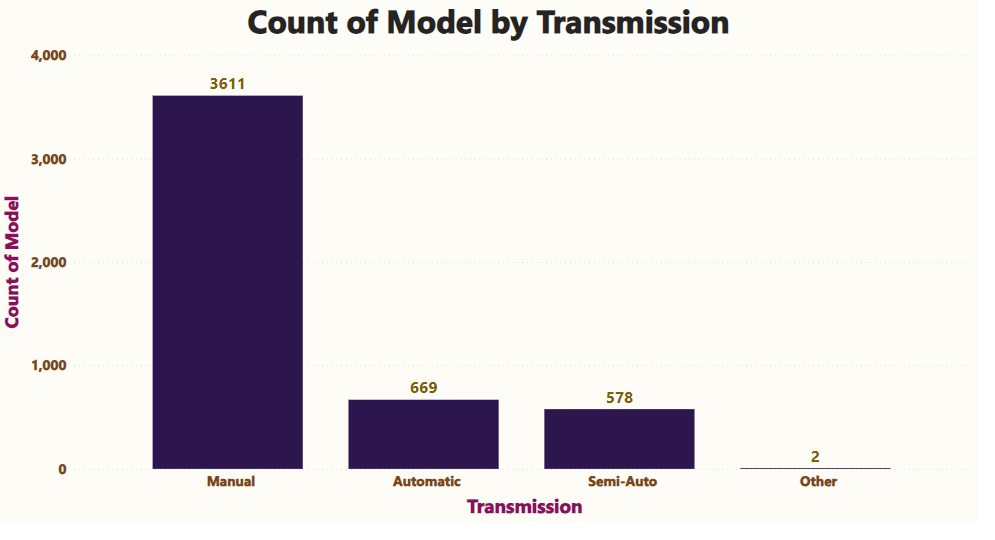 Count of Model by Transmission
4,000
3,000
2,000
1,000
0
Count of Model
3611
669
578
2
Manual
Automatic
Semi-Auto
Other
Transmission